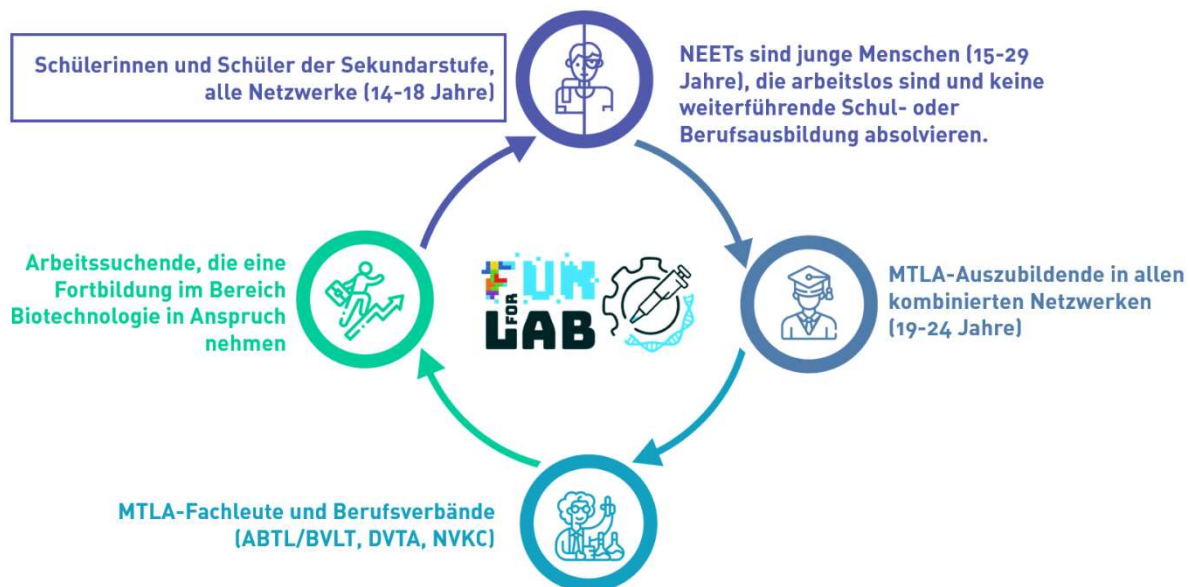 Schülerinnen und Schüler der Sekundarstufe,
alle Netzwerke (14-18 Jahre)
NEETs sind junge Menschen (15-29
Jahre), die arbeitslos sind und keine
weiterführende Schul- oder
Berufsausbildung absolvieren.
Arbeitssuchende, die eine
Fortbildung im Bereich
Biotechnologie in Anspruch
nehmen
FUN
FOR
LAB
MTLA-Auszubildende in allen
kombinierten Netzwerken
(19-24 Jahre)
MTLA-Fachleute und Berufsverbände
(ABTL/BVLT, DVTA, NVKC)